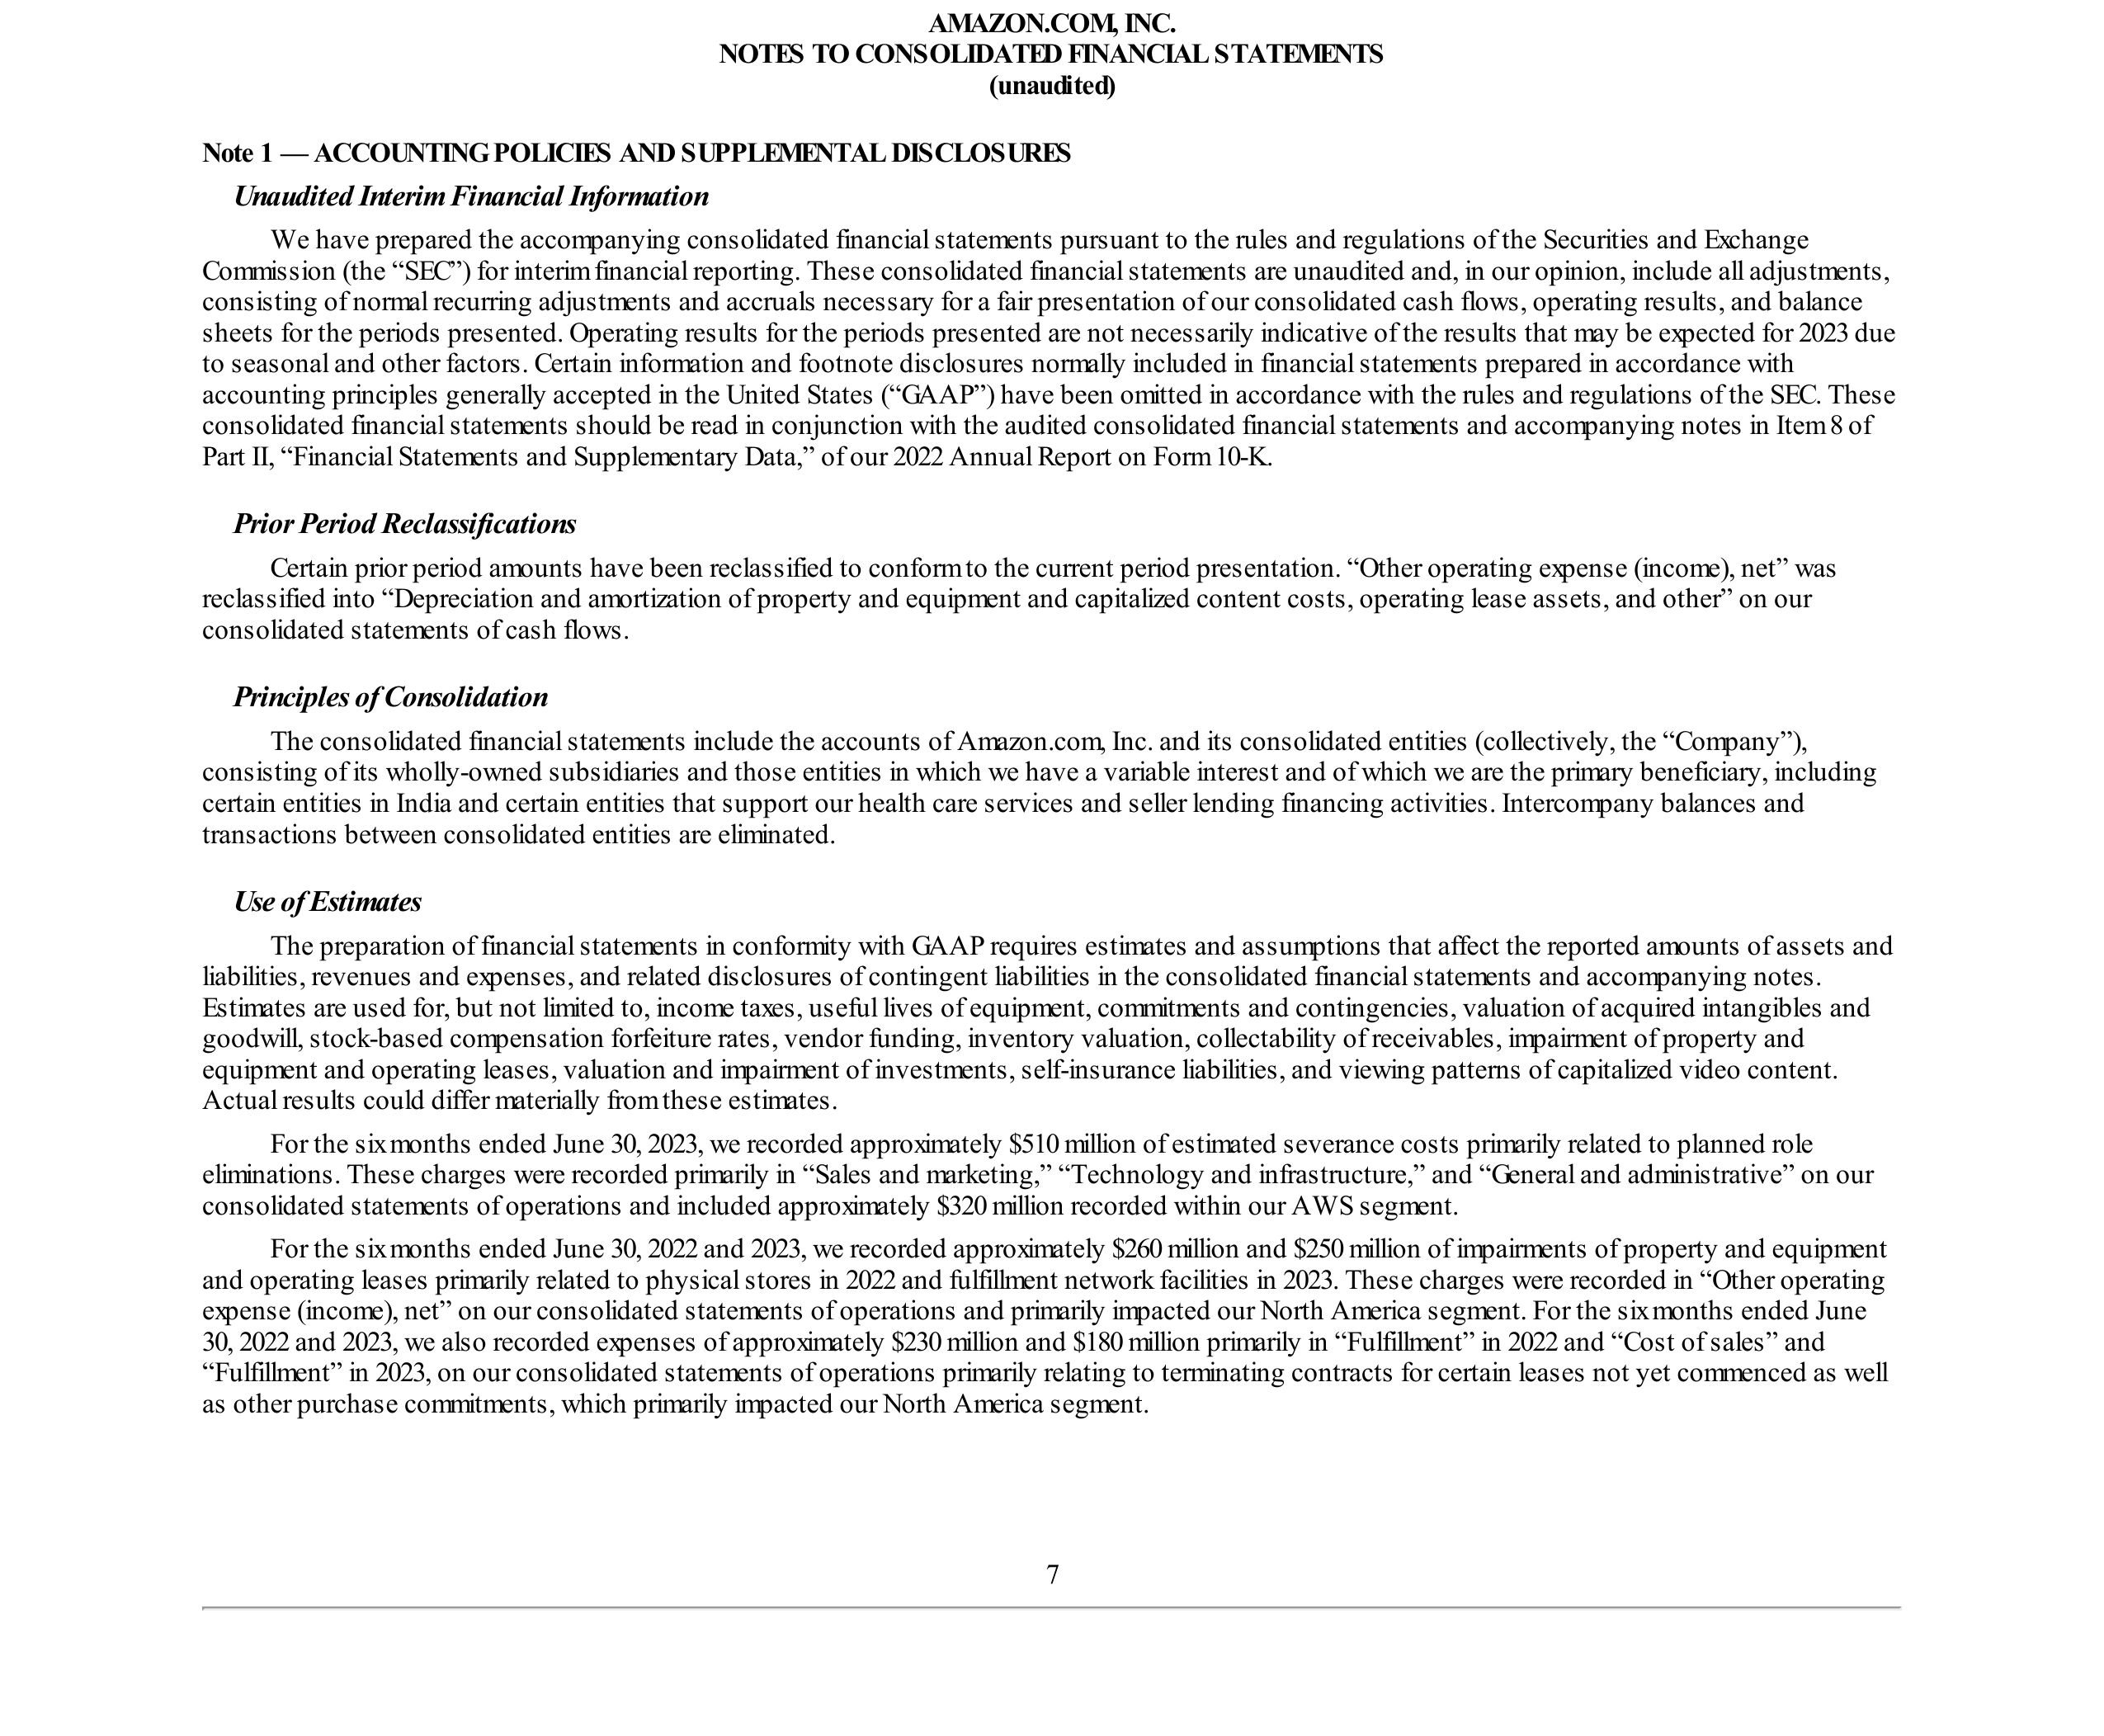 AMAZON.COM, INC.
NOTES TO CONSOLIDATED FINANCIAL STATEMENTS
(unaudited)
Note 1 — ACCOUNTING POLICIES AND SUPPLEMENTAL DISCLOSURES
Unaudited Interim Financial Information
We have prepared the accompanying consolidated financial statements pursuant to the rules and regulations of the Securities and Exchange
Commission (the “SEC”) for interim financial reporting. These consolidated financial statements are unaudited and, in our opinion, include all adjustments,
consisting of normal recurring adjustments and accruals necessary for a fair presentation of our consolidated cash flows, operating results, and balance
sheets for the periods presented. Operating results for the periods presented are not necessarily indicative of the results that may be expected for 2023 due
to seasonal and other factors. Certain information and footnote disclosures normally included in financial statements prepared in accordance with
accounting principles generally accepted in the United States (“GAAP”) have been omitted in accordance with the rules and regulations of the SEC. These
consolidated financial statements should be read in conjunction with the audited consolidated financial statements and accompanying notes in Item 8 of
Part II, “Financial Statements and Supplementary Data,” of our 2022 Annual Report on Form 10-K.
Prior Period Reclassifications
Certain prior period amounts have been reclassified to conform to the current period presentation. “Other operating expense (income), net” was
reclassified into “Depreciation and amortization of property and equipment and capitalized content costs, operating lease assets, and other” on our
consolidated statements of cash flows.
Principles of Consolidation
The consolidated financial statements include the accounts of Amazon.com, Inc. and its consolidated entities (collectively, the “Company”),
consisting of its wholly-owned subsidiaries and those entities in which we have a variable interest and of which we are the primary beneficiary, including
certain entities in India and certain entities that support our health care services and seller lending financing activities. Intercompany balances and
transactions between consolidated entities are eliminated.
Use of Estimates
The preparation of financial statements in conformity with GAAP requires estimates and assumptions that affect the reported amounts of assets and
liabilities, revenues and expenses, and related disclosures of contingent liabilities in the consolidated financial statements and accompanying notes.
Estimates are used for, but not limited to, income taxes, useful lives of equipment, commitments and contingencies, valuation of acquired intangibles and
goodwill, stock-based compensation forfeiture rates, vendor funding, inventory valuation, collectability of receivables, impairment of property and
equipment and operating leases, valuation and impairment of investments, self-insurance liabilities, and viewing patterns of capitalized video content.
Actual results could differ materially from these estimates.
For the six months ended June 30, 2023, we recorded approximately $510 million of estimated severance costs primarily related to planned role
eliminations. These charges were recorded primarily in “Sales and marketing,” “Technology and infrastructure,” and “General and administrative” on our
consolidated statements of operations and included approximately $320 million recorded within our AWS segment.
For the six months ended June 30, 2022 and 2023, we recorded approximately $260 million and $250 million of impairments of property and equipment
and operating leases primarily related to physical stores in 2022 and fulfillment network facilities in 2023. These charges were recorded in “Other operating
expense (income), net” on our consolidated statements of operations and primarily impacted our North America segment. For the six months ended June
30, 2022 and 2023, we also recorded expenses of approximately $230 million and $180 million primarily in “Fulfillment” in 2022 and “Cost of sales” and
“Fulfillment” in 2023, on our consolidated statements of operations primarily relating to terminating contracts for certain leases not yet commenced as well
as other purchase commitments, which primarily impacted our North America segment.
7